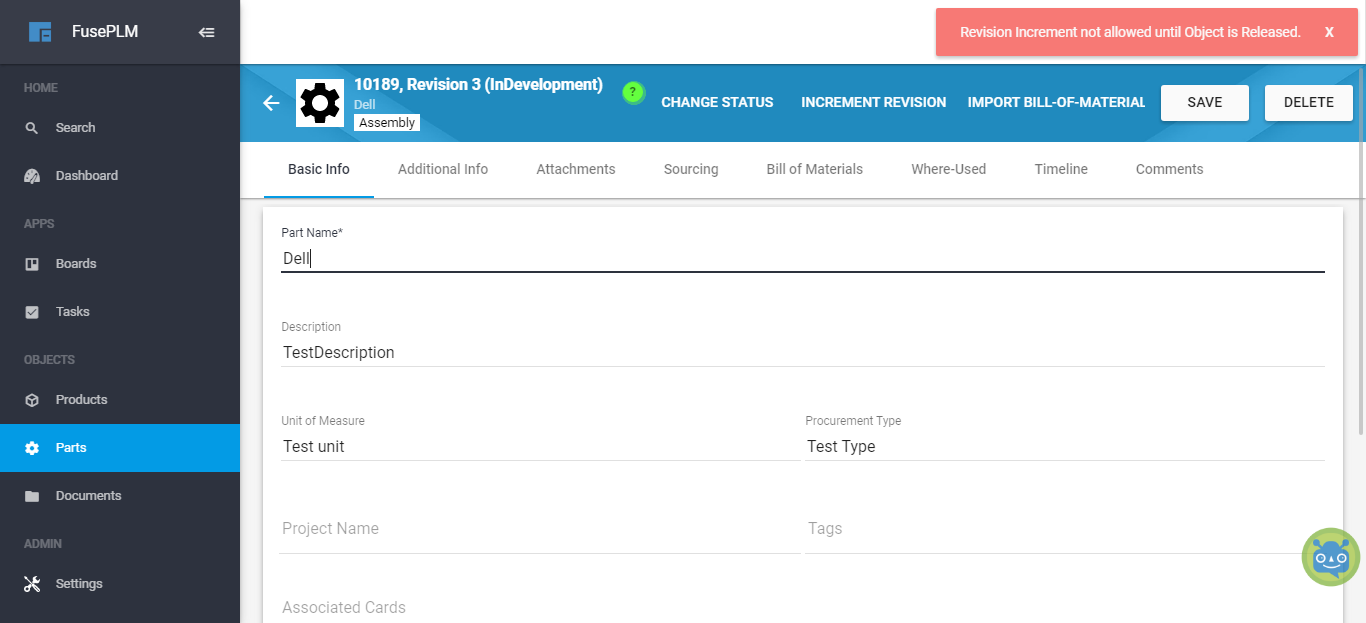 FusePLM
Revision Increment not allowed until Object is Released. X
HOME
Search
Dashboard
APPS
Boards
Tasks
OBJECTS
Products
Parts
Documents
ADMIN
Settings
10189, Revision 3 (InDevelopment)
Dell
Assembly
?
CHANGE STATUS INCREMENT REVISION IMPORT BILL-OF-MATERIAL SAVE DELETE
Basic Info Additional Info Attachments Sourcing Bill of Materials Where-Used Timeline Comments
Part Name*
Dell
Description
TestDescription
Unit of Measure Procurement Type
Test unit Test Type
Project Name Tags
Associated Cards